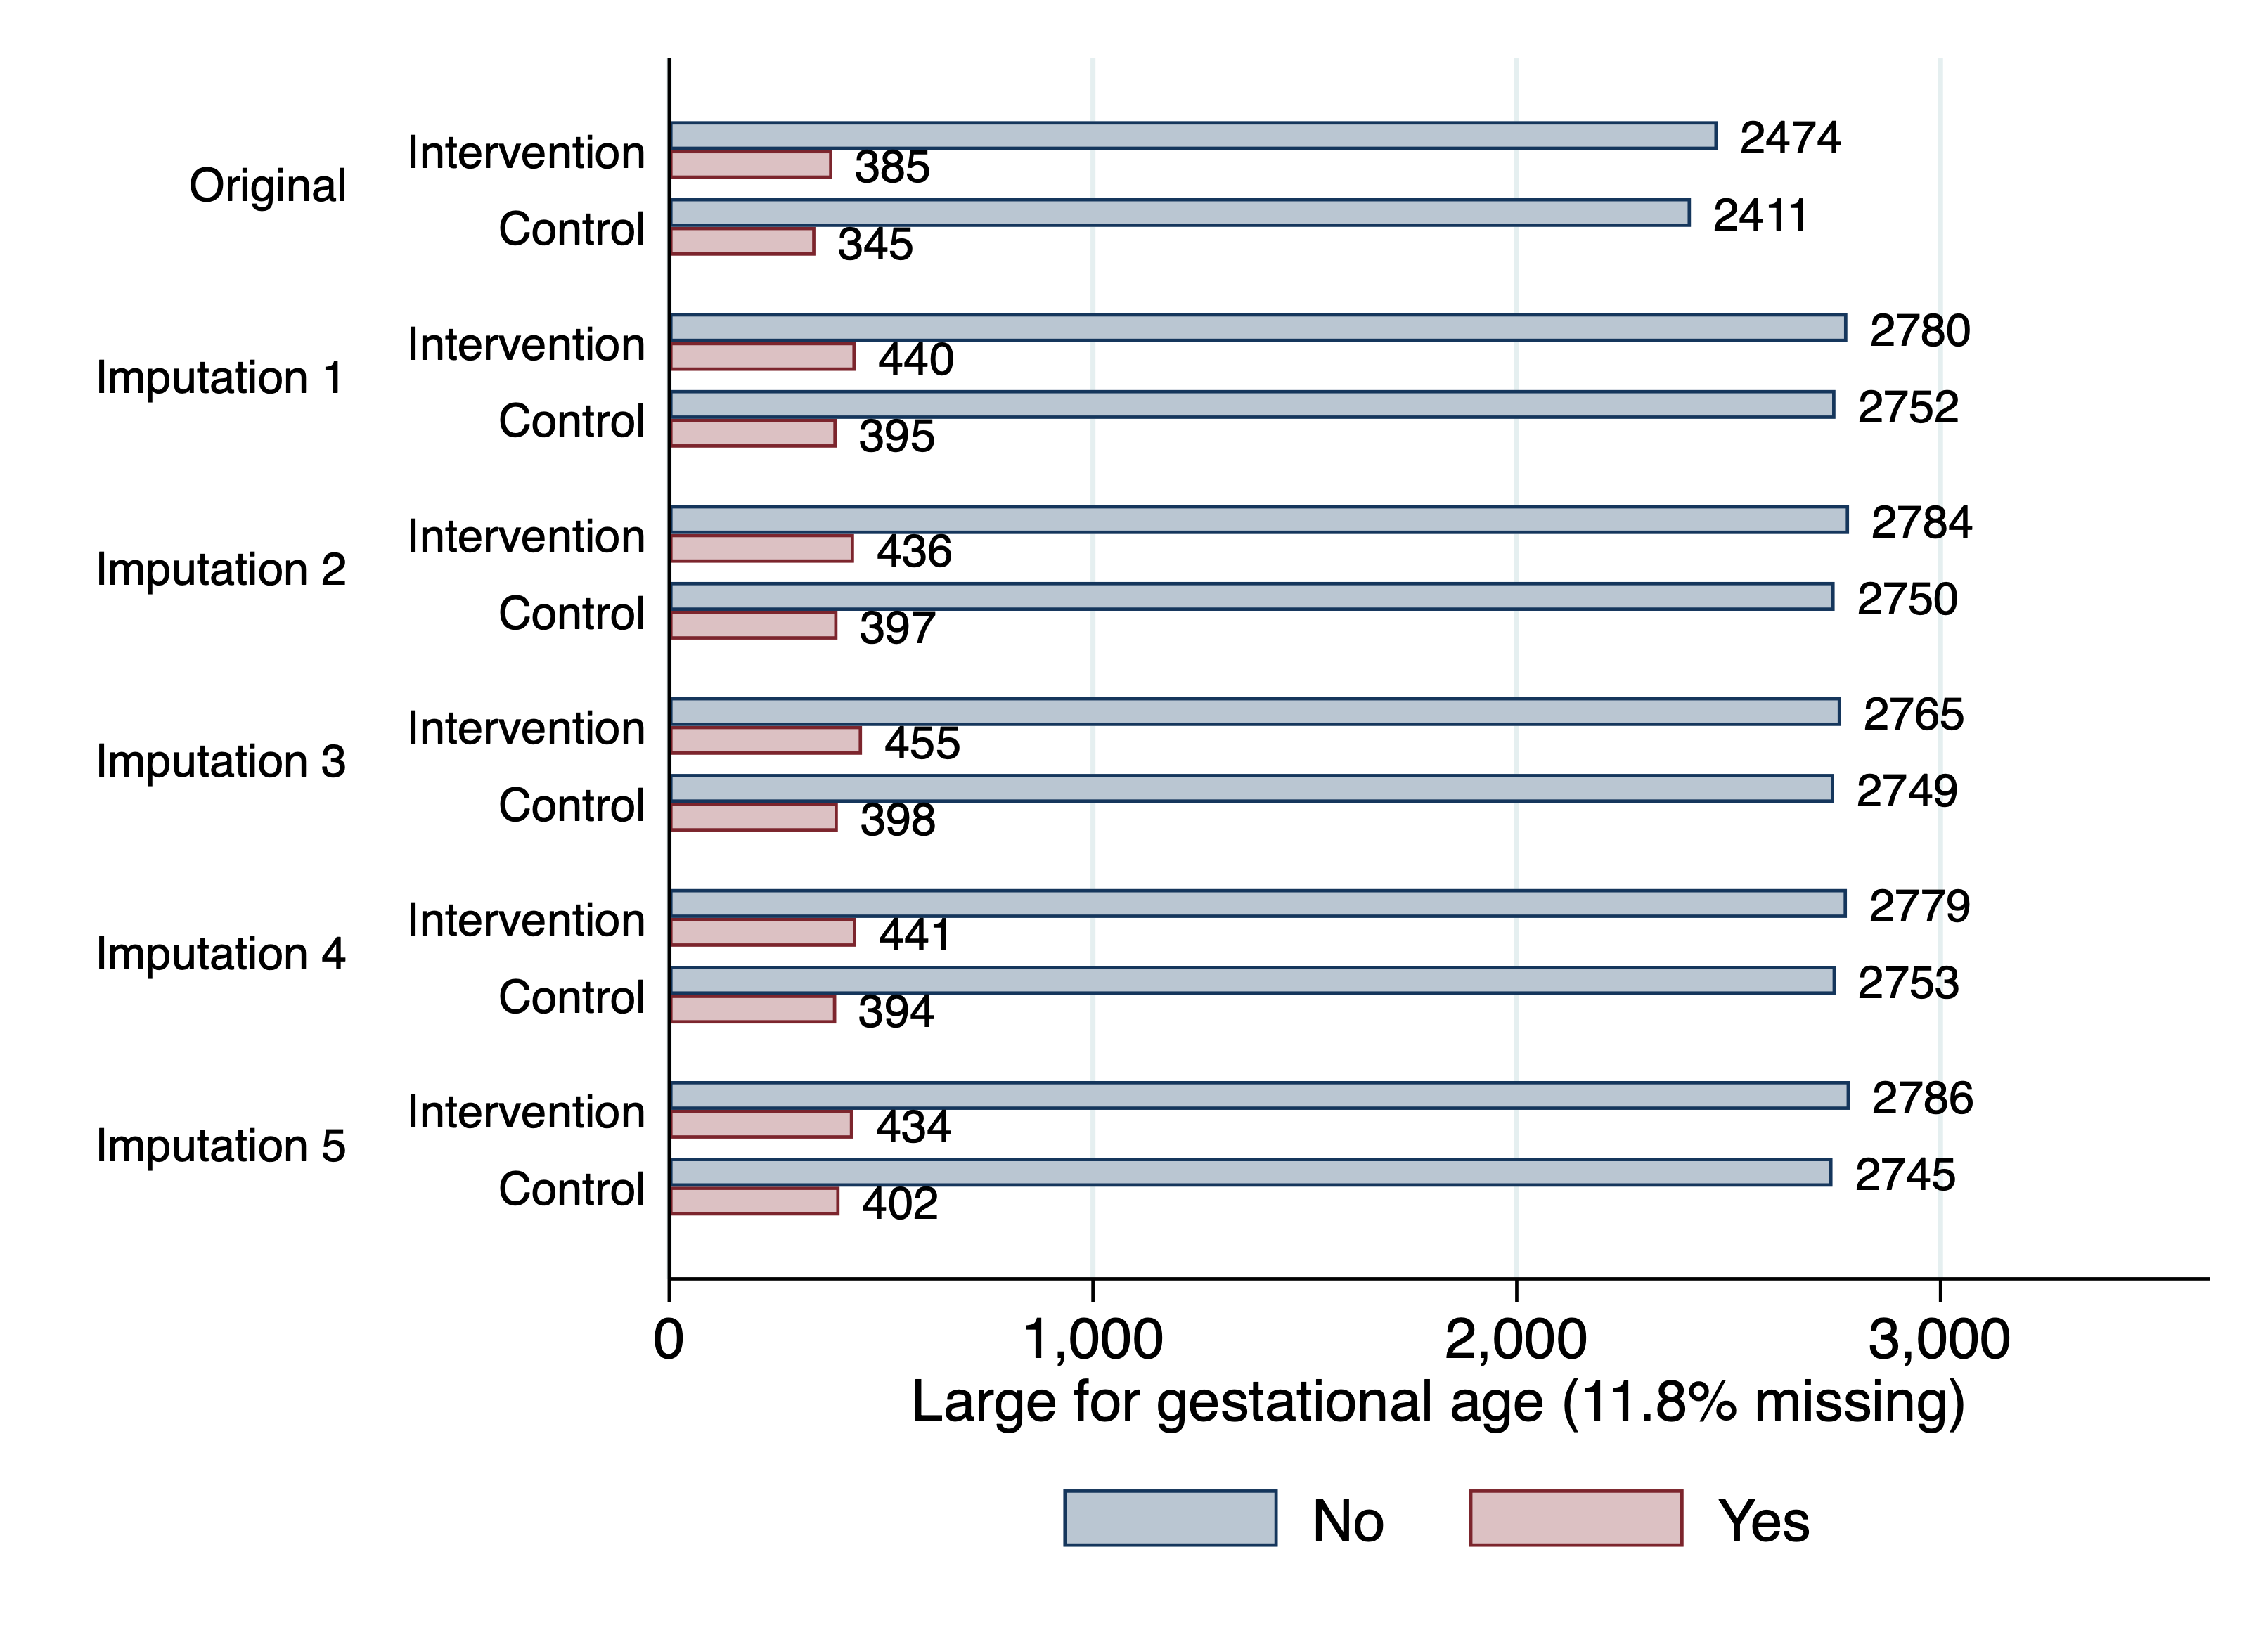 Original
Intervention
2474
385
Control
2411
345
Imputation 1
Intervention
2780
440
Control
2752
395
Imputation 2
Intervention
2784
436
Control
2750
397
Imputation 3
Intervention
2765
455
Control
2749
398
Imputation 4
Intervention
2779
441
Control
2753
394
Imputation 5
Intervention
2786
434
Control
2745
402
0 1,000 2,000 3,000
Large for gestational age (11.8% missing)
No Yes